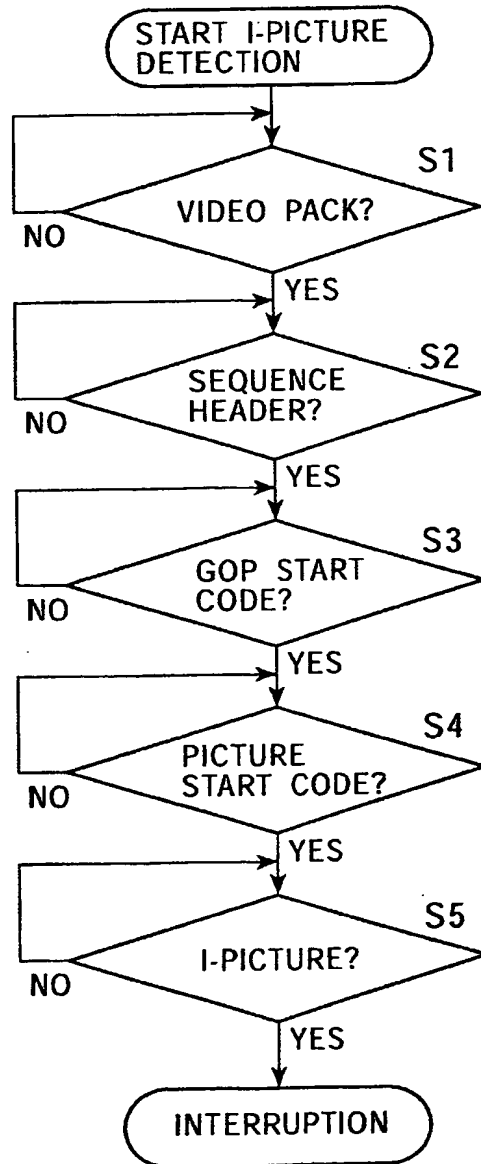 START I-PICTURE
DETECTION
S1
VIDEO PACK?
NO
YES
S2
SEQUENCE
HEADER?
NO
YES
S3
GOP START
CODE?
NO
YES
S4
PICTURE
START CODE?
NO
YES
S5
I-PICTURE?
NO
YES
INTERRUPTION